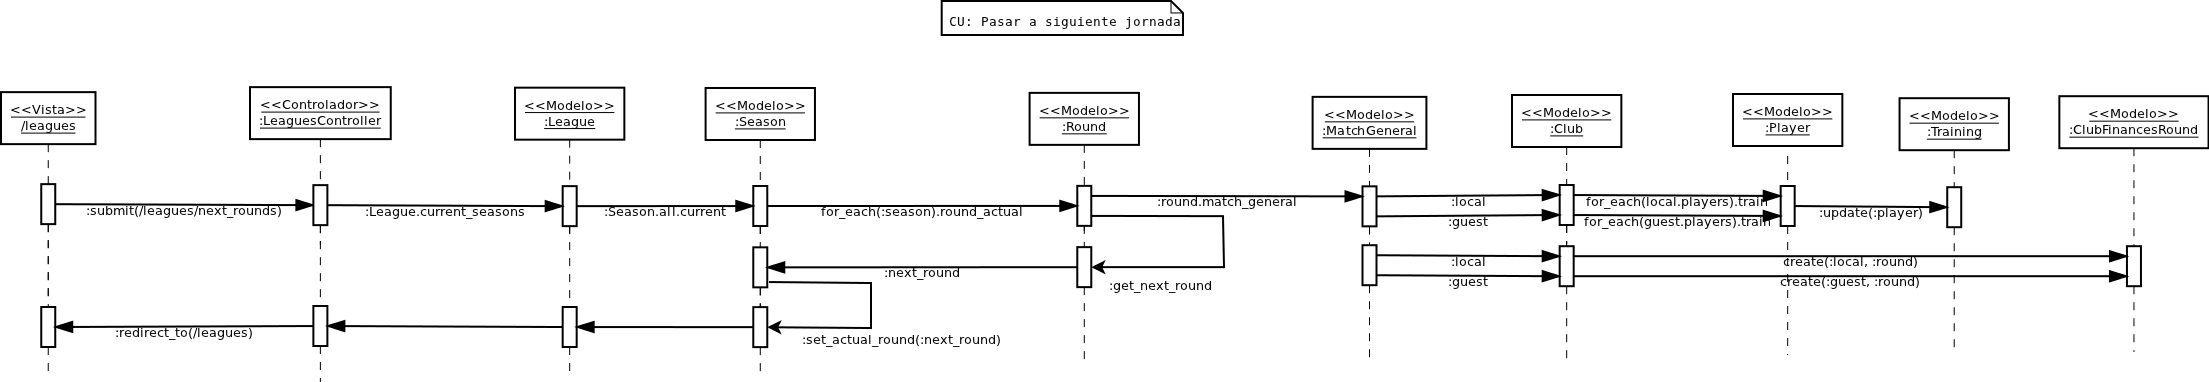 CU: Pasar a siguiente jornada
<<Vista>>
/leagues
<<Controlador>>
:LeaguesController
<<Modelo>>
:League
<<Modelo>>
:Season
<<Modelo>>
:Round
<<Modelo>>
:MatchGeneral
<<Modelo>>
:Club
<<Modelo>>
:Player
<<Modelo>>
:Training
<<Modelo>>
:ClubFinancesRound
:submit(/leagues/next_rounds)
:League.current_seasons
:Season.all.current
for_each(:season).round_actual
:round.match_general
:local
for_each(local.players).train
:update(:player)
:guest
for_each(guest.players).train
:local
create(:local, :round)
:next_round
:get_next_round
:guest
create(:guest, :round)
:redirect_to(/leagues)
:set_actual_round(:next_round)